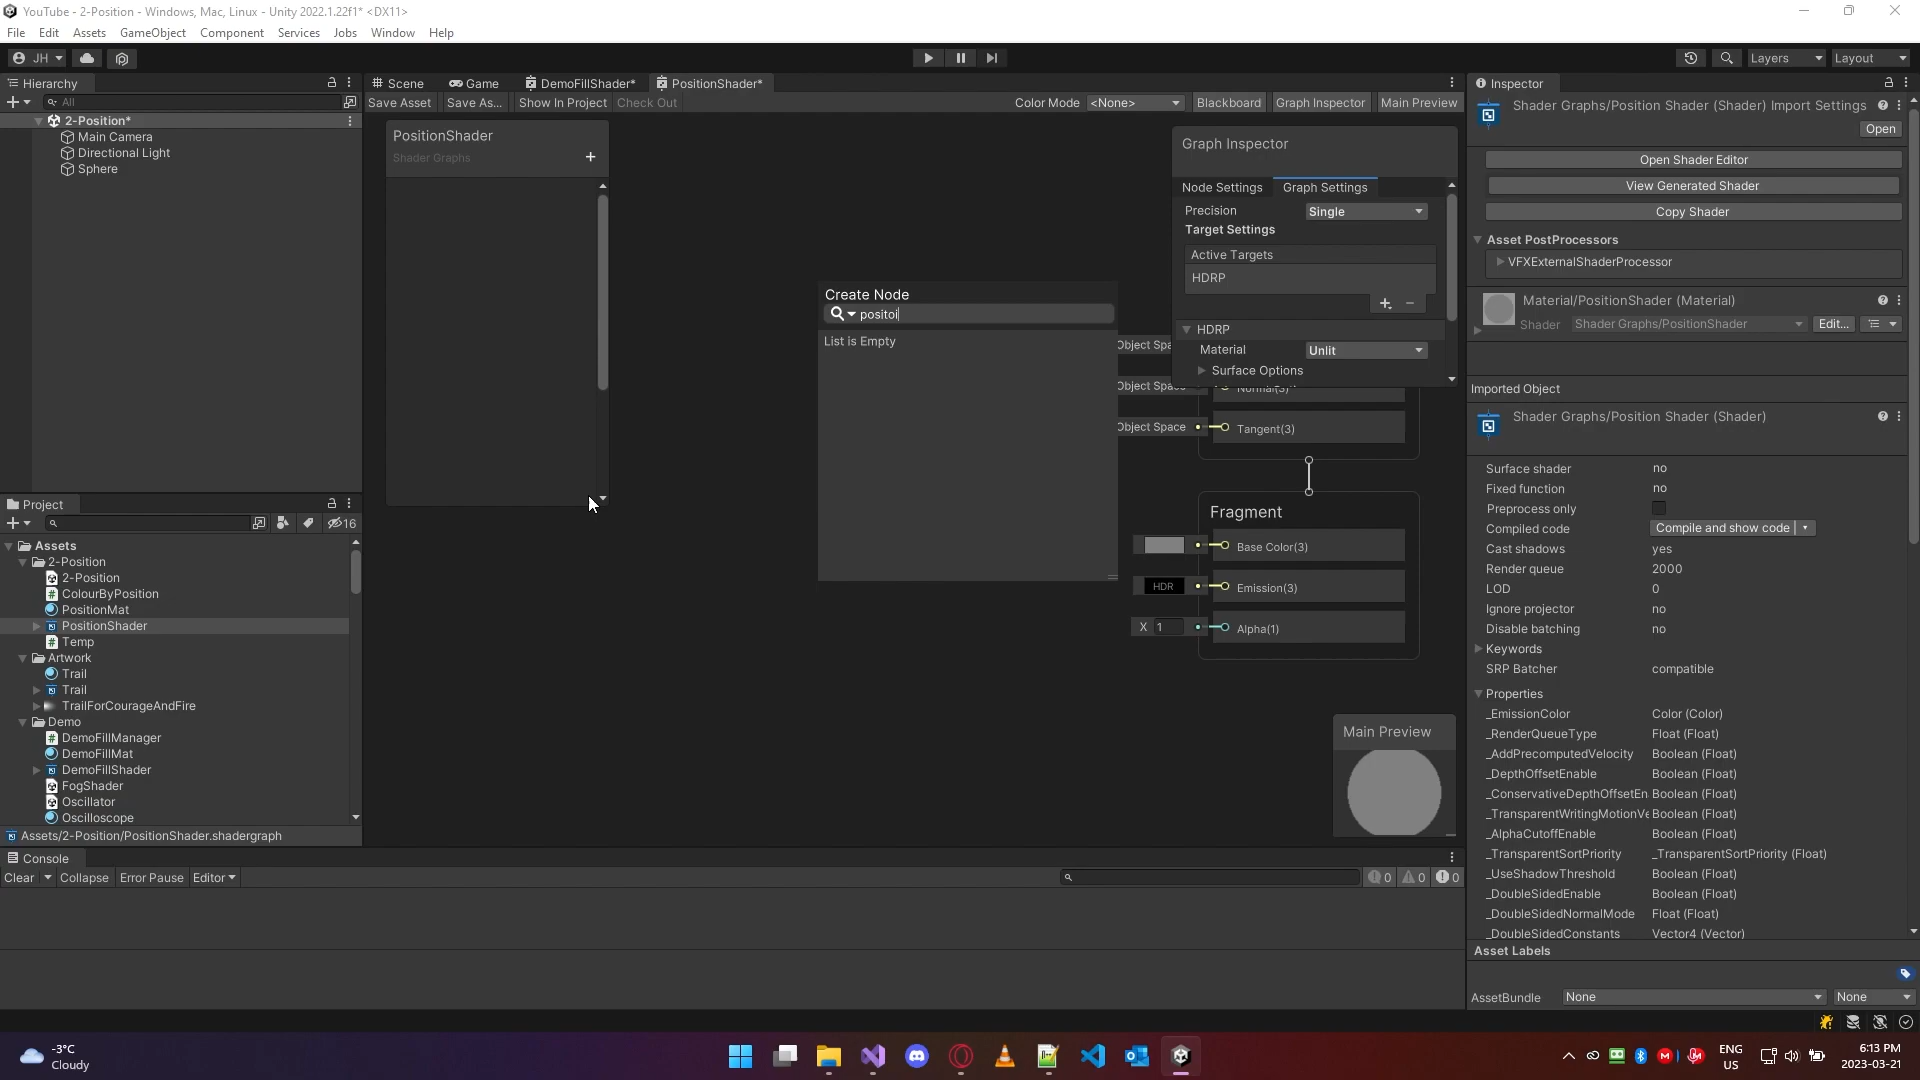 YouTube - 2-Position - Windows, Mac, Linux - Unity 2022.1.22f1* <DX11>
File Edit Assets GameObject Component Services Jobs Window Help
JH Layers Layout
Hierarchy
All
2-Position*
Main Camera
Directional Light
Sphere
Project
16
Assets
2-Position
2-Position
ColourByPosition
PositionMat
PositionShader
Temp
Artwork
Trail
Trail
TrailForCourageAndFire
Demo
DemoFillManager
DemoFillMat
DemoFillShader
FogShader
Oscillator
Oscilloscope
Assets/2-Position/PositionShader.shadergraph
Scene Game DemoFillShader* PositionShader*
Save Asset Save As... Show In Project Check Out Color Mode <None> Blackboard Graph Inspector Main Preview
PositionShader
Shader Graphs
Create Node
positoi
List is Empty
Object Spa
Object Space
Object Space
Normal(3)
Tangent(3)
Fragment
Base Color(3)
HDR Emission(3)
X 1 Alpha(1)
Graph Inspector
Node Settings Graph Settings
Precision Single
Target Settings
Active Targets
HDRP
HDRP
Material Unlit
Surface Options
Main Preview
Console
Clear Collapse Error Pause Editor 0 0 0
Inspector
Shader Graphs/Position Shader (Shader) Import Settings
Open
Open Shader Editor
View Generated Shader
Copy Shader
Asset PostProcessors
VFXExternalShaderProcessor
Material/PositionShader (Material)
Shader Shader Graphs/PositionShader Edit...
Imported Object
Shader Graphs/Position Shader (Shader)
Surface shader no
Fixed function no
Preprocess only
Compiled code Compile and show code
Cast shadows yes
Render queue 2000
LOD 0
Ignore projector no
Disable batching no
Keywords
SRP Batcher compatible
Properties
_EmissionColor Color (Color)
_RenderQueueType Float (Float)
_AddPrecomputedVelocity Boolean (Float)
_DepthOffsetEnable Boolean (Float)
_ConservativeDepthOffsetEn Boolean (Float)
_TransparentWritingMotionVe Boolean (Float)
_AlphaCutoffEnable Boolean (Float)
_TransparentSortPriority _TransparentSortPriority (Float)
_UseShadowThreshold Boolean (Float)
_DoubleSidedEnable Boolean (Float)
_DoubleSidedNormalMode Float (Float)
_DoubleSidedConstants Vector4 (Vector)
Asset Labels
AssetBundle None None
-3°C
Cloudy
ENG
US
6:13 PM
2023-03-21